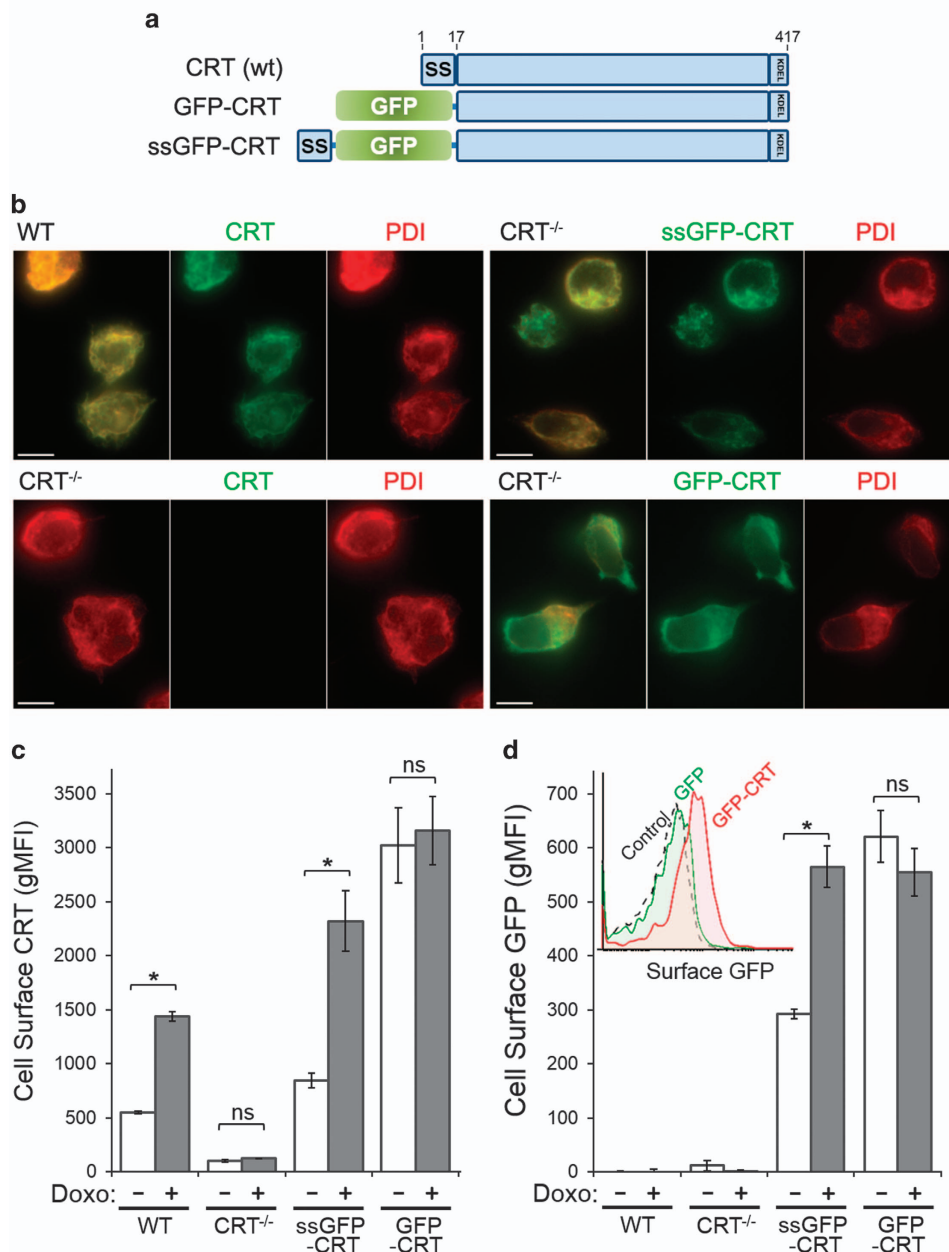 a
1 17 417
CRT (wt) SS KDEL
GFP-CRT GFP KDEL
ssGFP-CRT SS GFP KDEL
b
WT CRT PDI
CRT-/- ssGFP-CRT PDI
CRT-/- CRT PDI
CRT-/- GFP-CRT PDI
c
Cell Surface CRT (gMFI)
3500
3000
2500
2000
1500
1000
500
0
* ns * ns
Doxo: − + − + − + − +
WT CRT-/- ssGFP-CRT GFP-CRT
d
Cell Surface GFP (gMFI)
700
600
500
400
300
200
100
0
Control GFP GFP-CRT
Surface GFP
* ns
Doxo: − + − + − + − +
WT CRT-/- ssGFP-CRT GFP-CRT